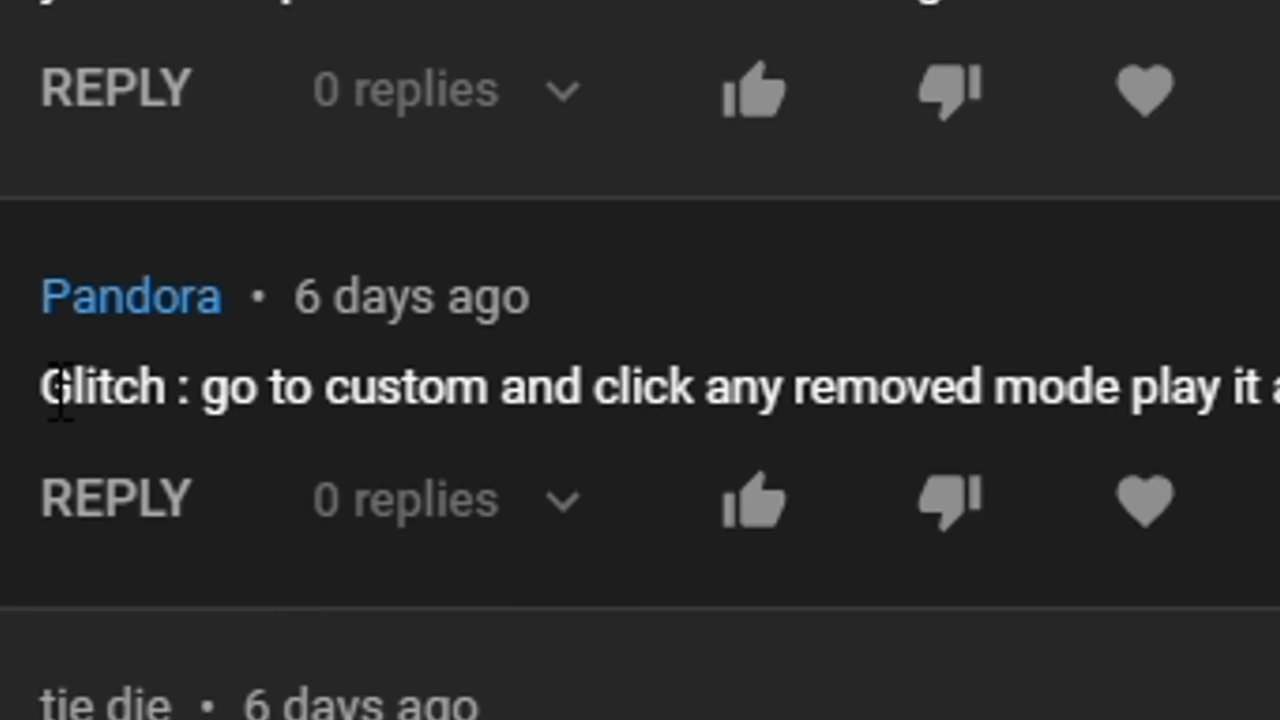 REPLY 0 replies
Pandora • 6 days ago
Glitch : go to custom and click any removed mode play it
REPLY 0 replies
tie die • 6 days ago